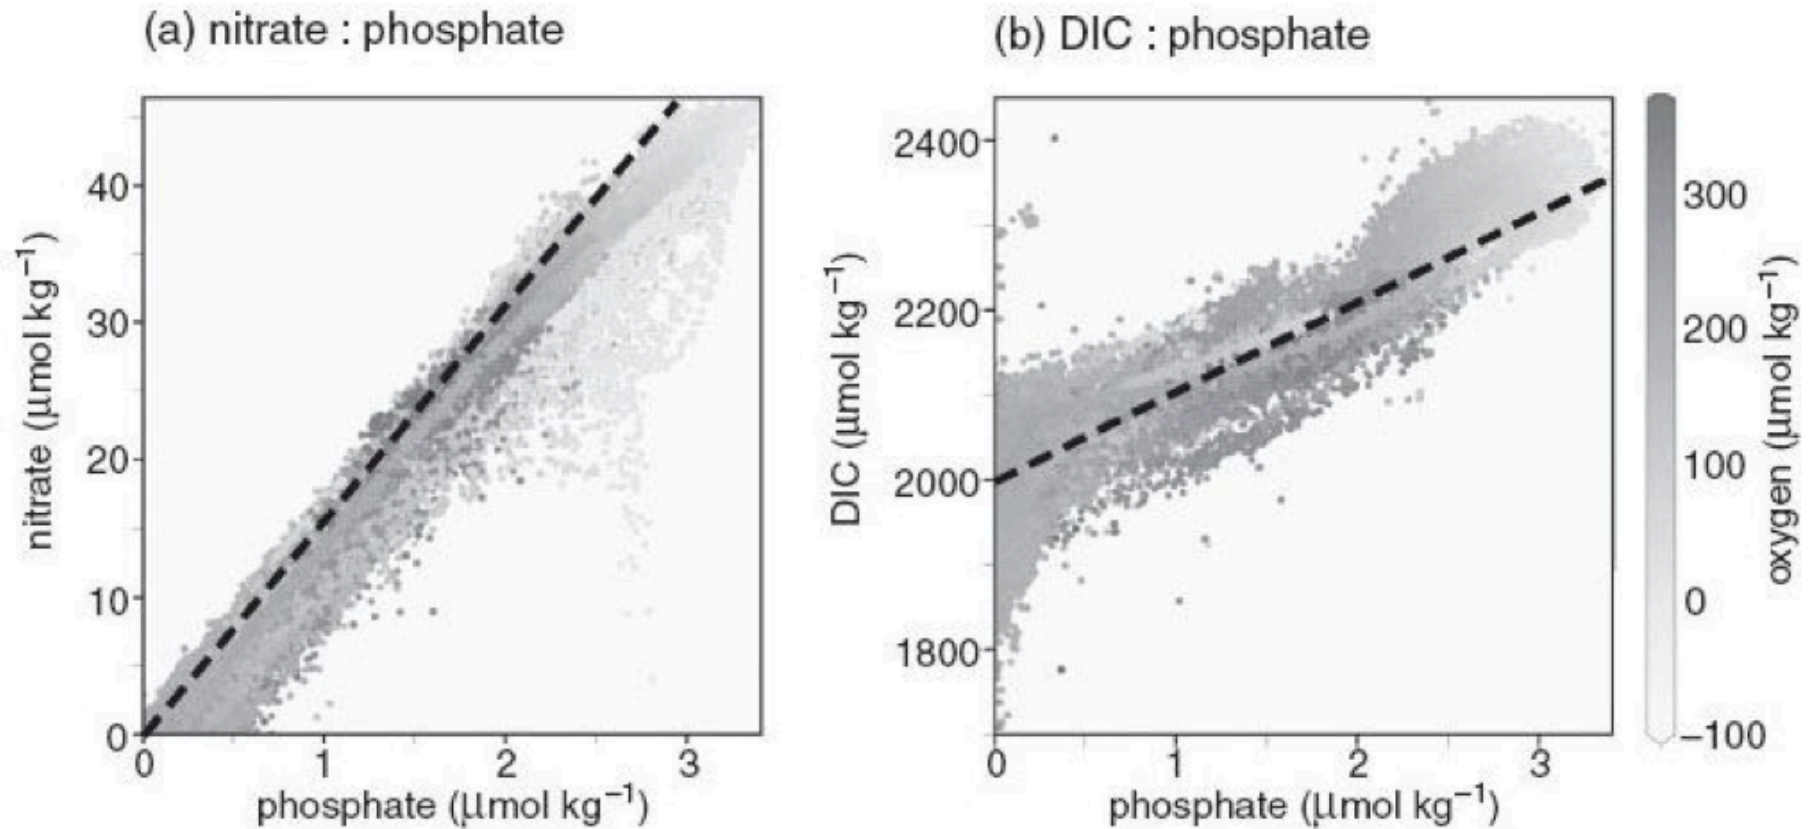 (a) nitrate : phosphate
nitrate (μmol kg⁻¹)
40
30
20
10
0
0 1 2 3
phosphate (μmol kg⁻¹)
(b) DIC : phosphate
DIC (μmol kg⁻¹)
2400
2200
2000
1800
0 1 2 3
phosphate (μmol kg⁻¹)
300
200
100
0
−100
oxygen (μmol kg⁻¹)